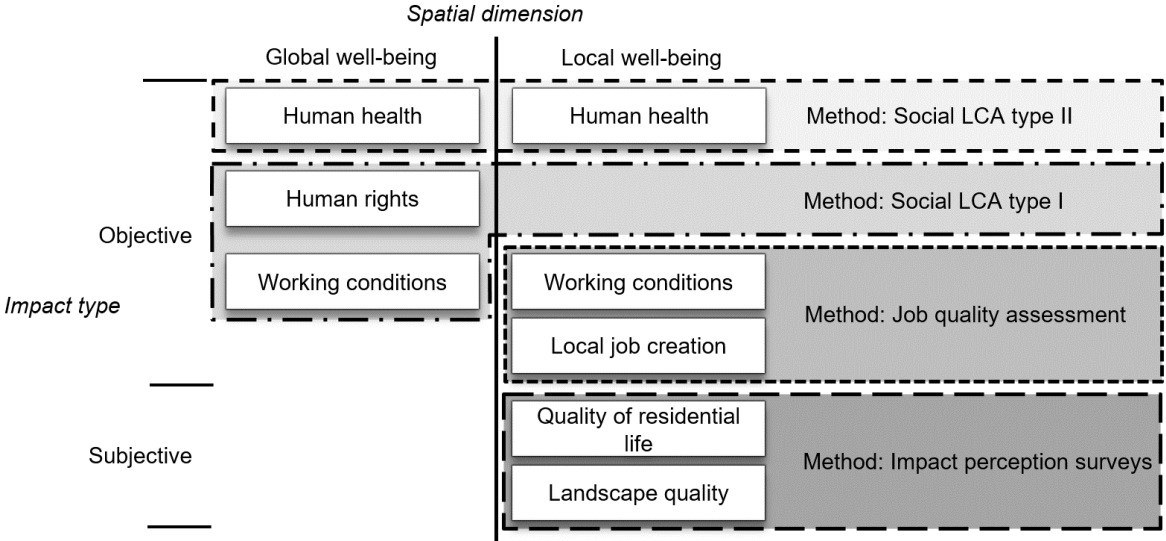 Spatial dimension
Global well-being
Local well-being
Human health
Human health
Method: Social LCA type II
Human rights
Method: Social LCA type I
Objective
Working conditions
Working conditions
Impact type
Method: Job quality assessment
Local job creation
Quality of residential
life
Subjective
Method: Impact perception surveys
Landscape quality